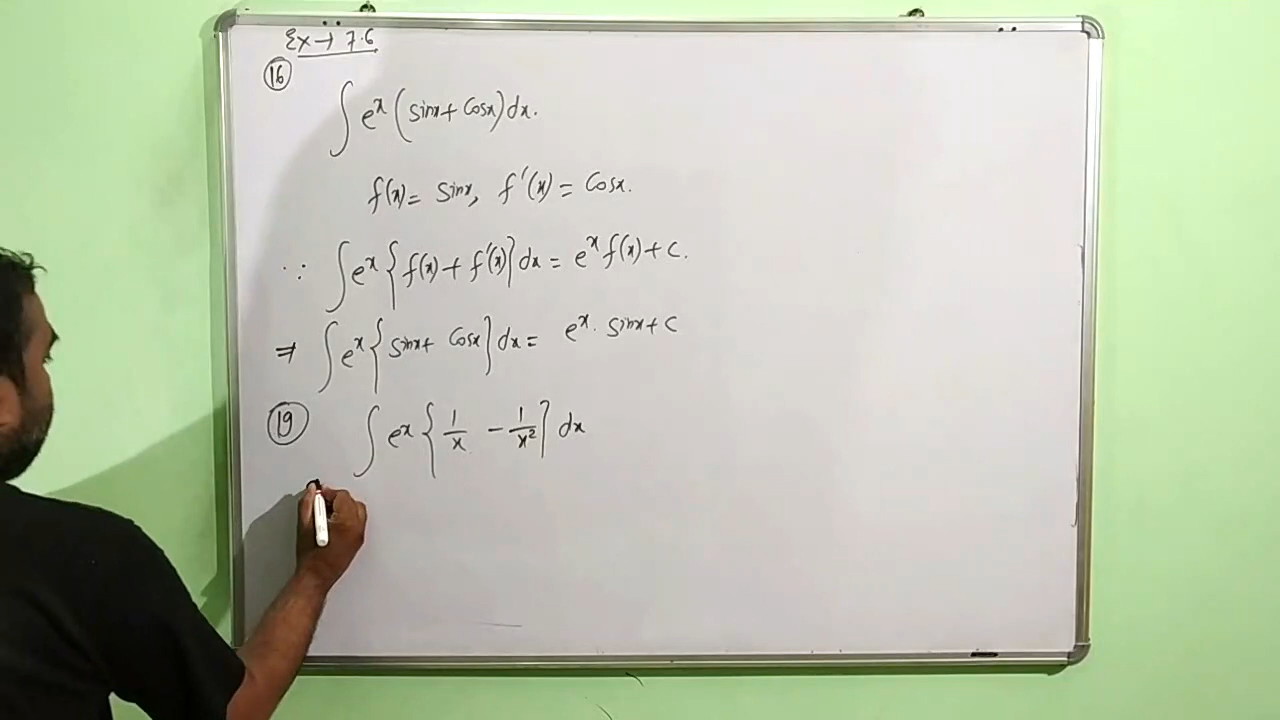 Ex → 7.6
(16)
∫ eˣ (sinx + Cosx) dx.
f(x) = Sinx, f'(x) = Cosx.
∵ ∫ eˣ {f(x) + f'(x)} dx = eˣ f(x) + c.
⇒ ∫ eˣ {sinx + Cosx} dx = eˣ. sinx + c
(19) ∫ eˣ {1/x - 1/x²} dx